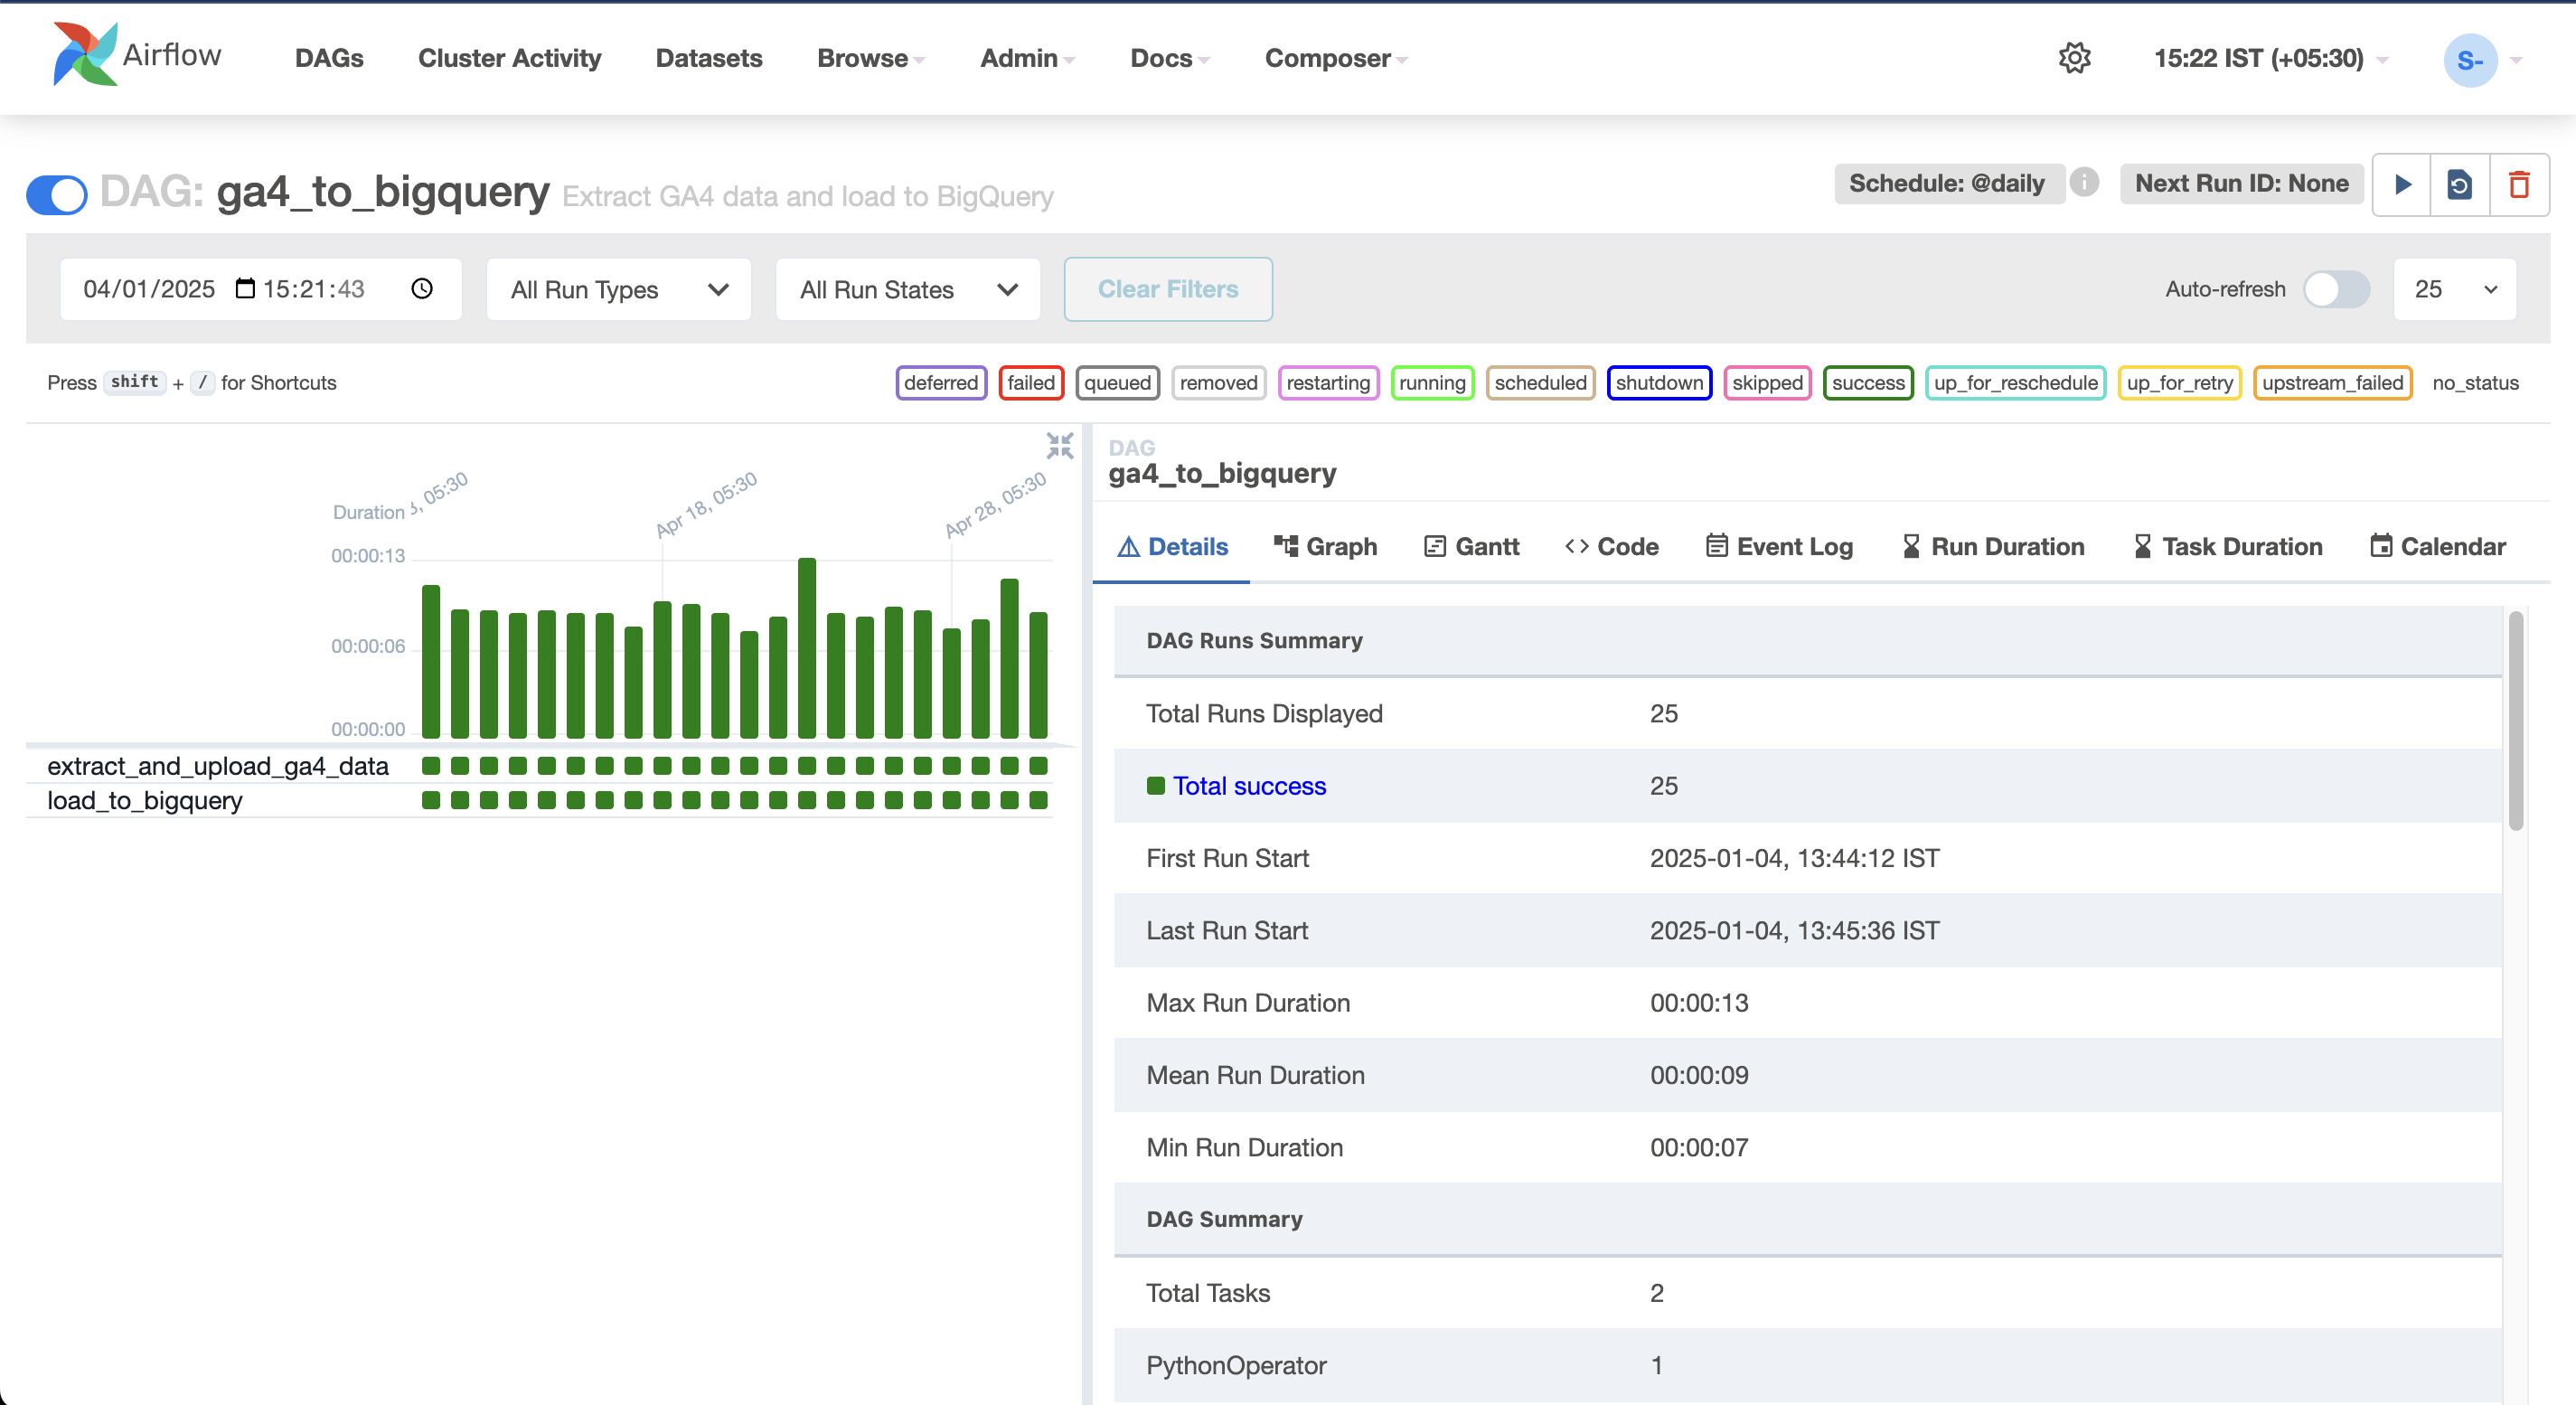 Airflow
DAGs
Cluster Activity
Datasets
Browse
Admin
Docs
Composer
15:22 IST (+05:30)
S-
DAG: ga4_to_bigquery Extract GA4 data and load to BigQuery
Schedule: @daily
Next Run ID: None
04/01/2025 15:21:43
All Run Types
All Run States
Clear Filters
Auto-refresh
25
Press shift + / for Shortcuts
deferred
failed
queued
removed
restarting
running
scheduled
shutdown
skipped
success
up_for_reschedule
up_for_retry
upstream_failed
no_status
Duration
, 05:30
Apr 18, 05:30
Apr 28, 05:30
00:00:13
00:00:06
00:00:00
extract_and_upload_ga4_data
load_to_bigquery
DAG
ga4_to_bigquery
Details
Graph
Gantt
Code
Event Log
Run Duration
Task Duration
Calendar
DAG Runs Summary
Total Runs Displayed 25
Total success 25
First Run Start 2025-01-04, 13:44:12 IST
Last Run Start 2025-01-04, 13:45:36 IST
Max Run Duration 00:00:13
Mean Run Duration 00:00:09
Min Run Duration 00:00:07
DAG Summary
Total Tasks 2
PythonOperator 1